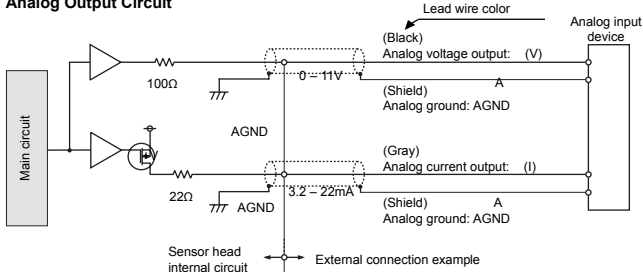 Analog Output Circuit
Lead wire color
Analog input
device
(Black)
Analog voltage output: (V)
100Ω
0 – 11V
(Shield)
A
Analog ground: AGND
AGND
Main circuit
(Gray)
Analog current output: (I)
22Ω
3.2 – 22mA
AGND
(Shield)
A
Analog ground: AGND
Sensor head
internal circuit
External connection example